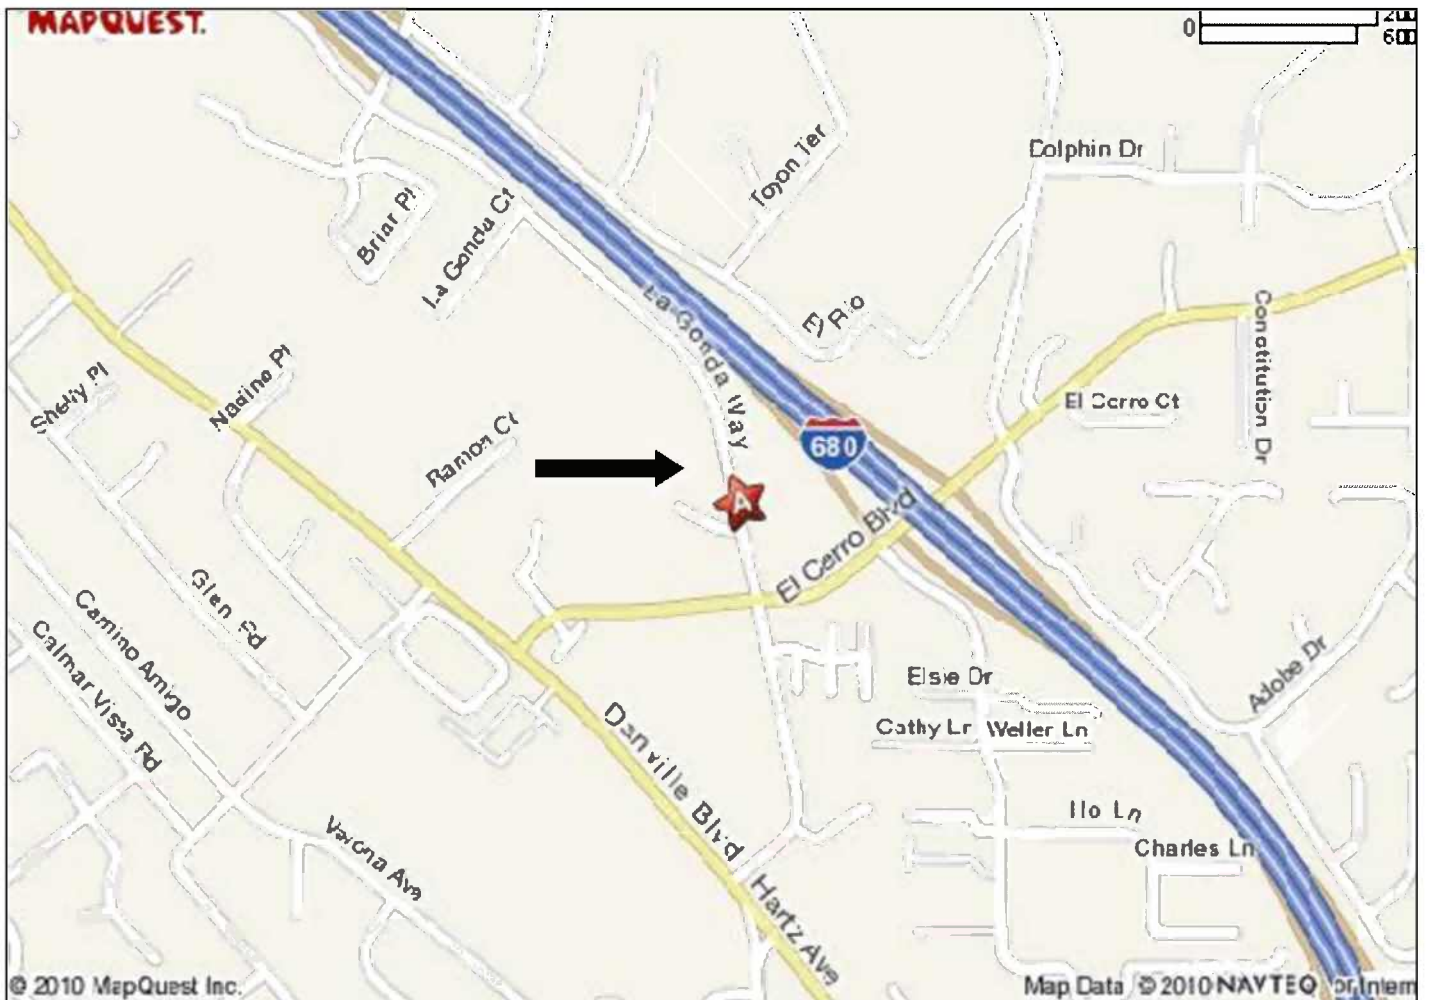 MAPQUEST.
0
200
600
Dolphin Dr
Toyon Ter
Briar Pl
La Gonda Ct
La Gonda Way
El Rio
Constitution Dr
Shelly Pl
Nadine Pl
El Cerro Ct
Ramon Ct
680
A
El Cerro Blvd
Glen Rd
Camino Amigo
Calmar Vista Rd
Elsie Dr
Adobe Dr
Cathy Ln
Weller Ln
Danville Blvd
Ilo Ln
Verona Ave
Charles Ln
Hartz Ave
© 2010 MapQuest Inc.
Map Data © 2010 NAVTEQ or Intern